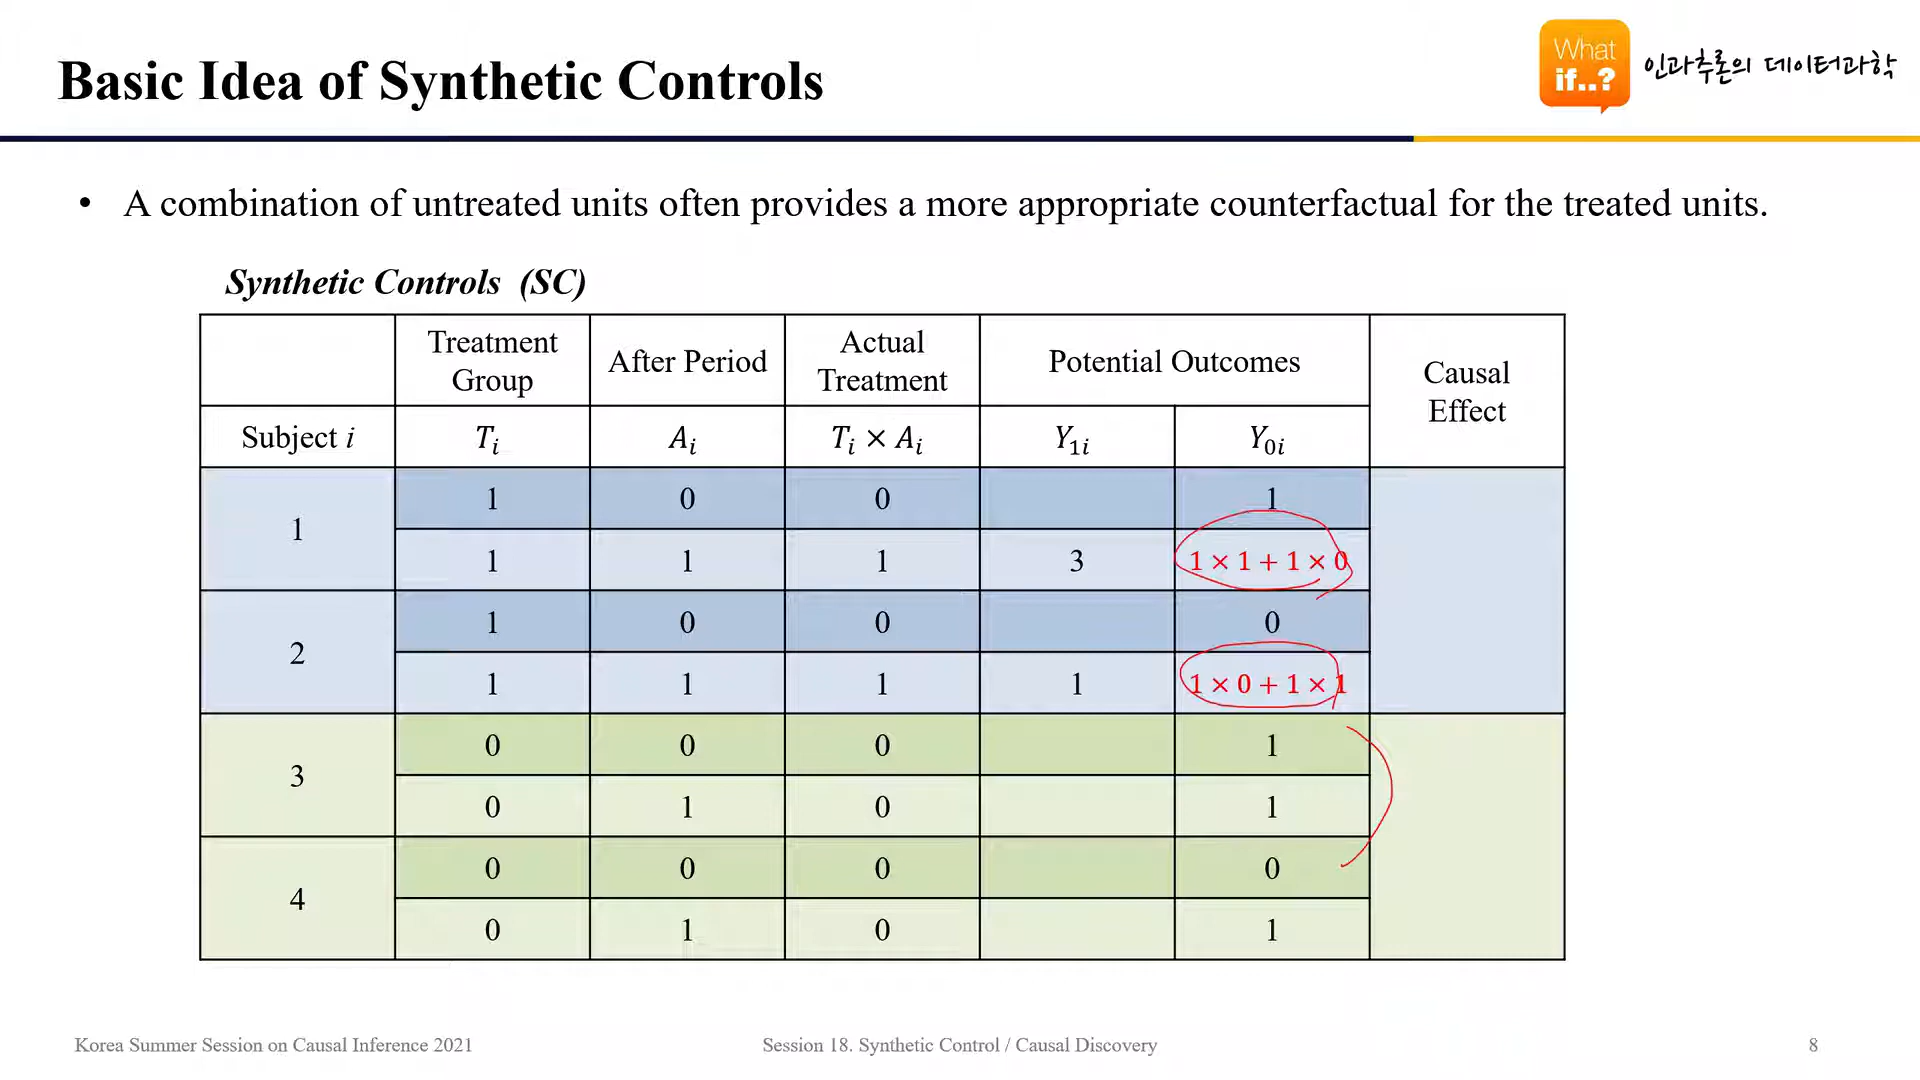 Basic Idea of Synthetic Controls
What
if..?
인과추론의 데이터과학
• A combination of untreated units often provides a more appropriate counterfactual for the treated units.
Synthetic Controls (SC)
Treatment Group After Period Actual Treatment Potential Outcomes Causal Effect
Subject i Tᵢ Aᵢ Tᵢ × Aᵢ Y₁ᵢ Y₀ᵢ
1 1 0 0 1
1 1 1 3 1 × 1 + 1 × 0
2 1 0 0 0
1 1 1 1 1 × 0 + 1 × 1
3 0 0 0 1
0 1 0 1
4 0 0 0 0
0 1 0 1
Korea Summer Session on Causal Inference 2021 Session 18. Synthetic Control / Causal Discovery 8